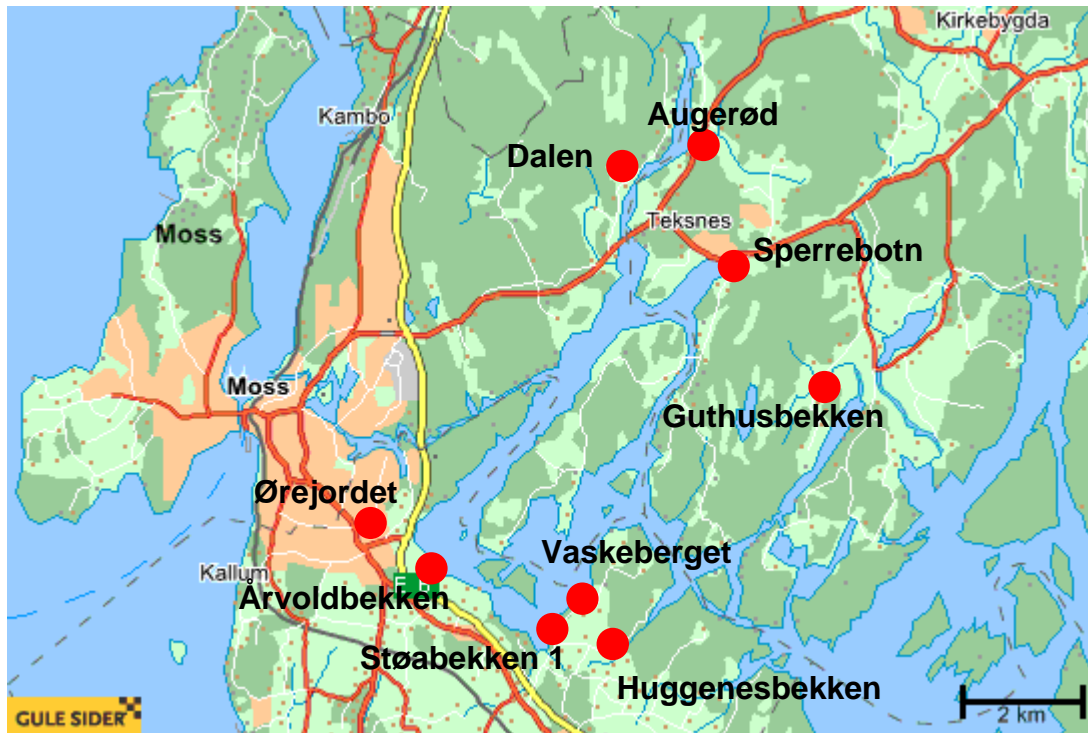 Kirkebygda
Kambo
Augerød
Dalen
Moss
Teksnes
Sperrebotn
Moss
Guthusbekken
Ørejordet
Vaskeberget
Kallum
E 6
Årvoldbekken
Støabekken 1
Huggenesbekken
GULE SIDER
2 km